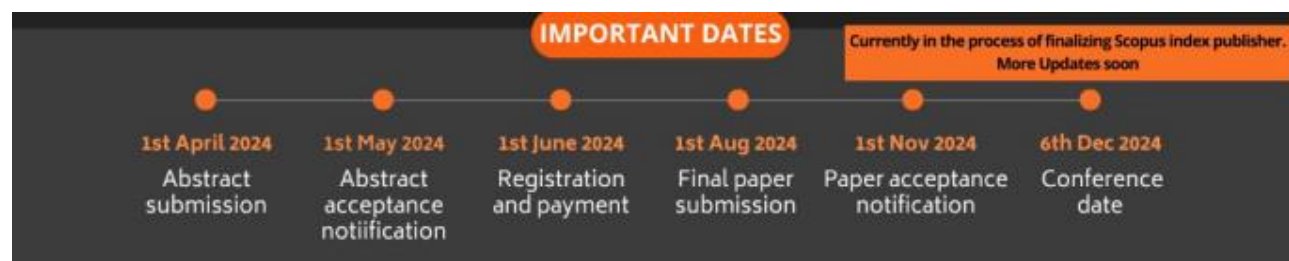 IMPORTANT DATES
Currently in the process of finalizing Scopus index publisher.
More Updates soon
1st April 2024
Abstract
submission
1st May 2024
Abstract
acceptance
notiification
1st June 2024
Registration
and payment
1st Aug 2024
Final paper
submission
1st Nov 2024
Paper acceptance
notification
6th Dec 2024
Conference
date